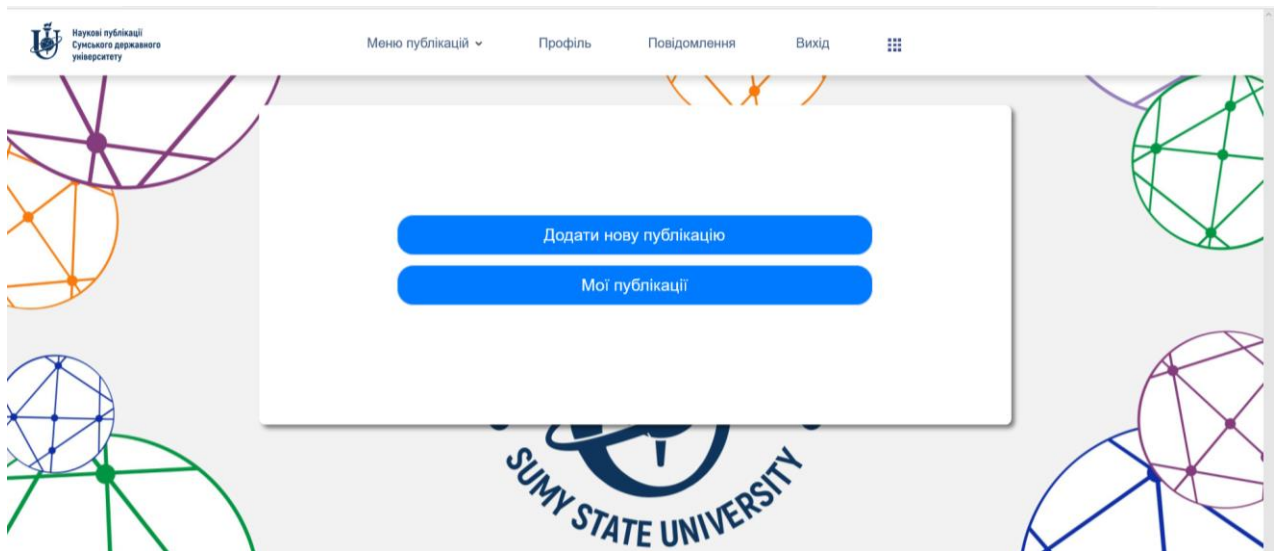 Наукові публікації
Сумського державного
університету
Меню публікацій
Профіль
Повідомлення
Вихід
Додати нову публікацію
Мої публікації
SUMY STATE UNIVERSITY